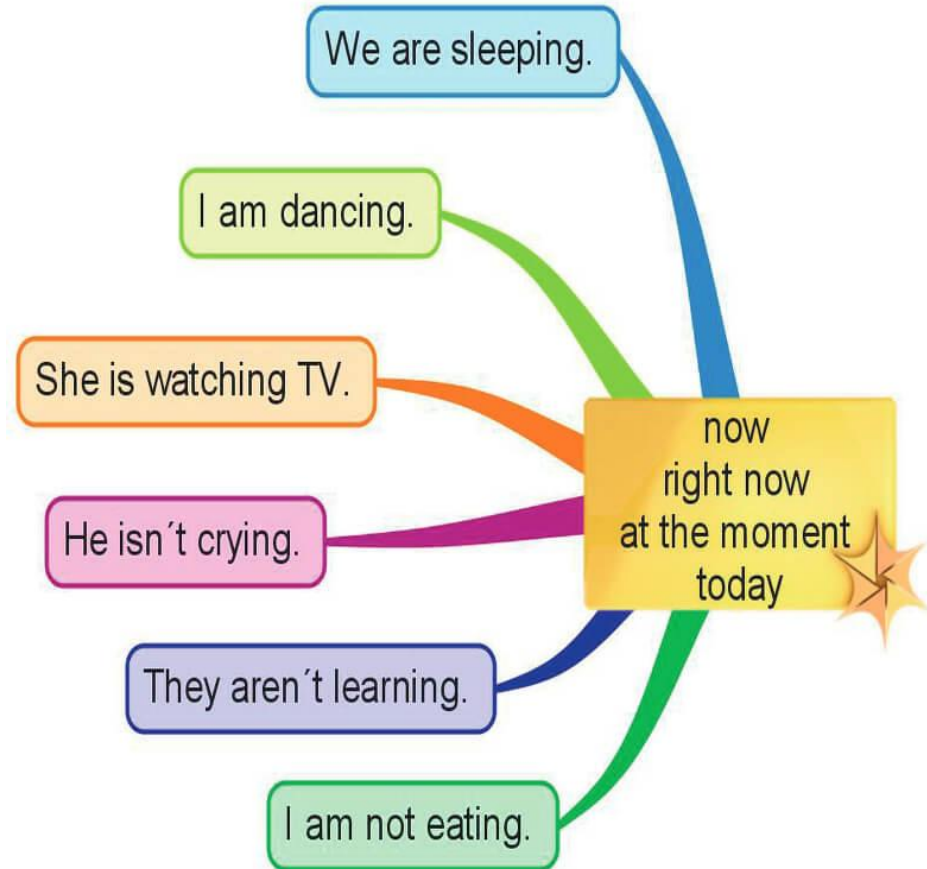 We are sleeping.
I am dancing.
She is watching TV.
He isn´t crying.
They aren´t learning.
I am not eating.
now
right now
at the moment
today